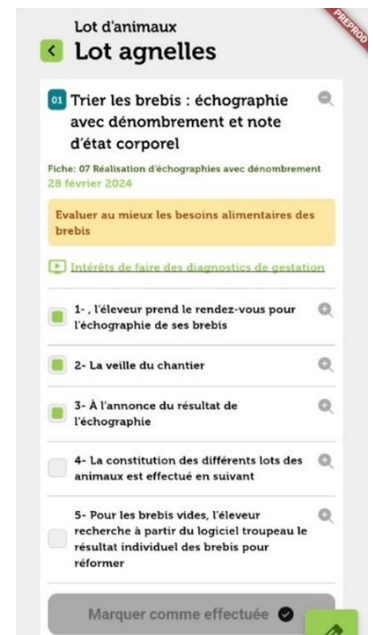 Lot d'animaux
PREPROD
Lot agnelles
01 Trier les brebis : échographie
avec dénombrement et note
d'état corporel
Fiche: 07 Réalisation d'échographies avec dénombrement
28 février 2024
Evaluer au mieux les besoins alimentaires des
brebis
Intérêts de faire des diagnostics de gestation
1- , l'éleveur prend le rendez-vous pour
l'échographie de ses brebis
2- La veille du chantier
3- À l'annonce du résultat de
l'échographie
4- La constitution des différents lots des
animaux est effectué en suivant
5- Pour les brebis vides, l'éleveur
recherche à partir du logiciel troupeau le
résultat individuel des brebis pour
réformer
Marquer comme effectuée